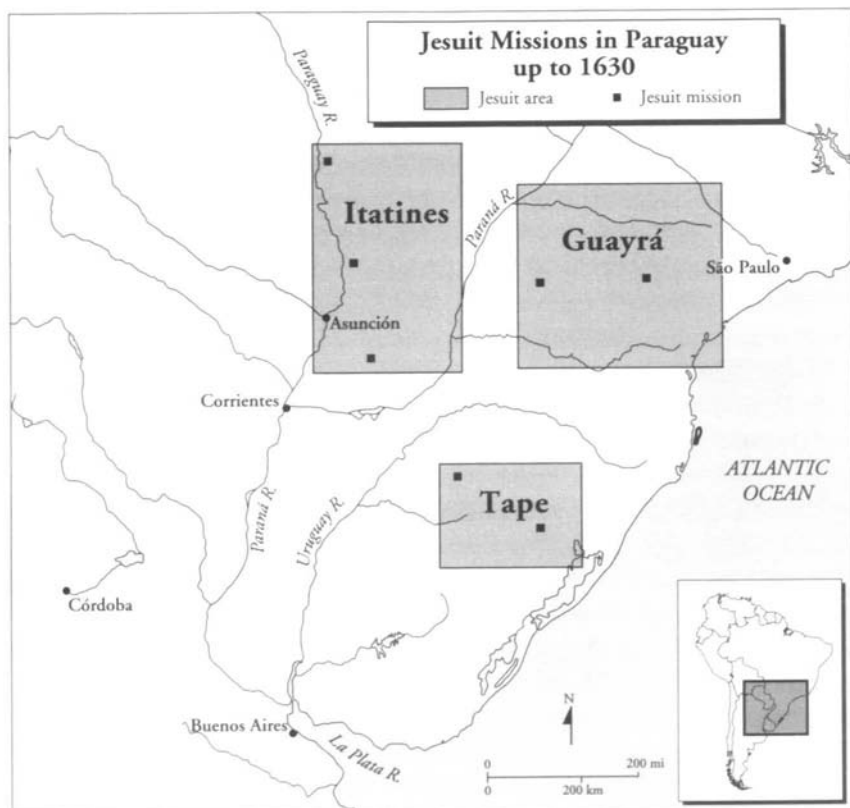 Jesuit Missions in Paraguay
up to 1630
Jesuit area
Jesuit mission
Paraguay R.
Itatines
Paraná R.
Guayrá
São Paulo
Asunción
Corrientes
ATLANTIC
OCEAN
Tape
Paraná R.
Uruguay R.
Córdoba
Buenos Aires
La Plata R.
N
0 200 mi
0 200 km